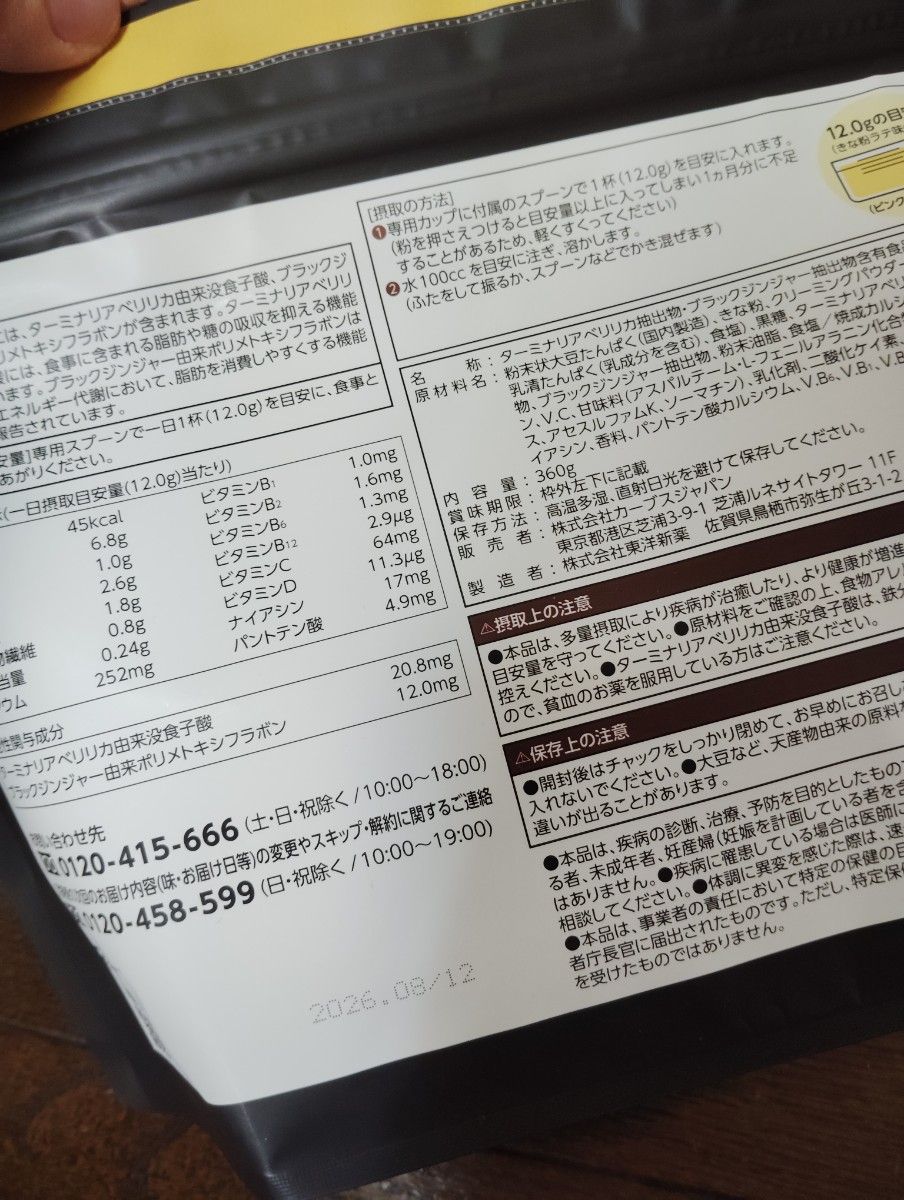 には、ターミナリアベリリカ由来没食子酸、ブラックジ
リメトキシフラボンが含まれます。ターミナリアベリリ
酸には、食事に含まれる脂肪や糖の吸収を抑える機能
います。ブラックジンジャー由来ポリメトキシフラボンは
エネルギー代謝において、脂肪を消費しやすくする機能
報告されています。
安量]専用スプーンで一日1杯(12.0g)を目安に、食事と
あがりください。
(一日摂取目安量(12.0g)当たり)
45kcal ビタミンB1 1.0mg
6.8g ビタミンB2 1.6mg
1.0g ビタミンB6 1.3mg
2.6g ビタミンB12 2.9μg
1.8g ビタミンC 64mg
0.8g ビタミンD 11.3μg
物繊維 0.24g ナイアシン 17mg
当量 252mg パントテン酸 4.9mg
ウム
性関与成分
ターミナリアベリリカ由来没食子酸 20.8mg
ラックジンジャー由来ポリメトキシフラボン 12.0mg
い合わせ先
0120-415-666 (土・日・祝除く/10:00〜18:00)
回のお届け内容(味・お届け日等)の変更やスキップ・解約に関するご連絡
0120-458-599 (日・祝除く/10:00〜19:00)
2026.08/12
[摂取の方法]
❶専用カップに付属のスプーンで1杯(12.0g)を目安に入れます。
(粉を押さえつけると目安量以上に入ってしまい1ヵ月分に不足
することがあるため、軽くすくってください)
❷水100ccを目安に注ぎ、溶かします。
(ふたをして振るか、スプーンなどでかき混ぜます)
12.0gの目安
(きな粉ラテ味
(ピンク
名称:ターミナリアベリリカ抽出物・ブラックジンジャー抽出物含有食品
原材料名:粉末状大豆たんぱく(国内製造)、きな粉、クリーミングパウダー
乳清たんぱく(乳成分を含む)、食塩)、黒糖、ターミナリアベリ
物、ブラックジンジャー抽出物、粉末油脂、食塩/焼成カルシ
ン、V.C、甘味料(アスパルテーム・L-フェニルアラニン化合物
ス、アセスルファムK、ソーマチン)、乳化剤、二酸化ケイ素、
イアシン、香料、パントテン酸カルシウム、V.B6、V.B1、V.B
内容量:360g
賞味期限:枠外左下に記載
保存方法:高温多湿、直射日光を避けて保存してください。
販売者:株式会社カーブスジャパン
東京都港区芝浦3-9-1 芝浦ルネサイトタワー 11F
製造者:株式会社東洋新薬 佐賀県鳥栖市弥生が丘3-1-2
⚠摂取上の注意
●本品は、多量摂取により疾病が治癒したり、より健康が増進
目安量を守ってください。●原材料をご確認の上、食物アレル
控えください。●ターミナリアベリリカ由来没食子酸は、鉄分
ので、貧血のお薬を服用している方はご注意ください。
⚠保存上の注意
●開封後はチャックをしっかり閉めて、お早めにお召し
入れないでください。●大豆など、天産物由来の原料を
違いが出ることがあります。
●本品は、疾病の診断、治療、予防を目的としたもの
る者、未成年者、妊産婦(妊娠を計画している者を含
はありません。●疾病に罹患している場合は医師に
相談してください。●体調に異変を感じた際は、速
●本品は、事業者の責任において特定の保健の目
者庁長官に届出されたものです。ただし、特定保
を受けたものではありません。